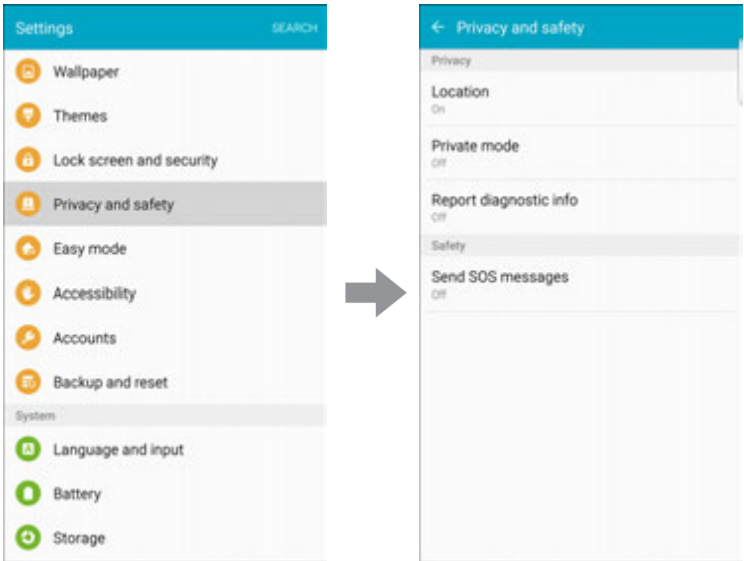 Settings SEARCH
Wallpaper
Themes
Lock screen and security
Privacy and safety
Easy mode
Accessibility
Accounts
Backup and reset
System
Language and input
Battery
Storage
Privacy and safety
Privacy
Location
On
Private mode
Off
Report diagnostic info
Off
Safety
Send SOS messages
Off